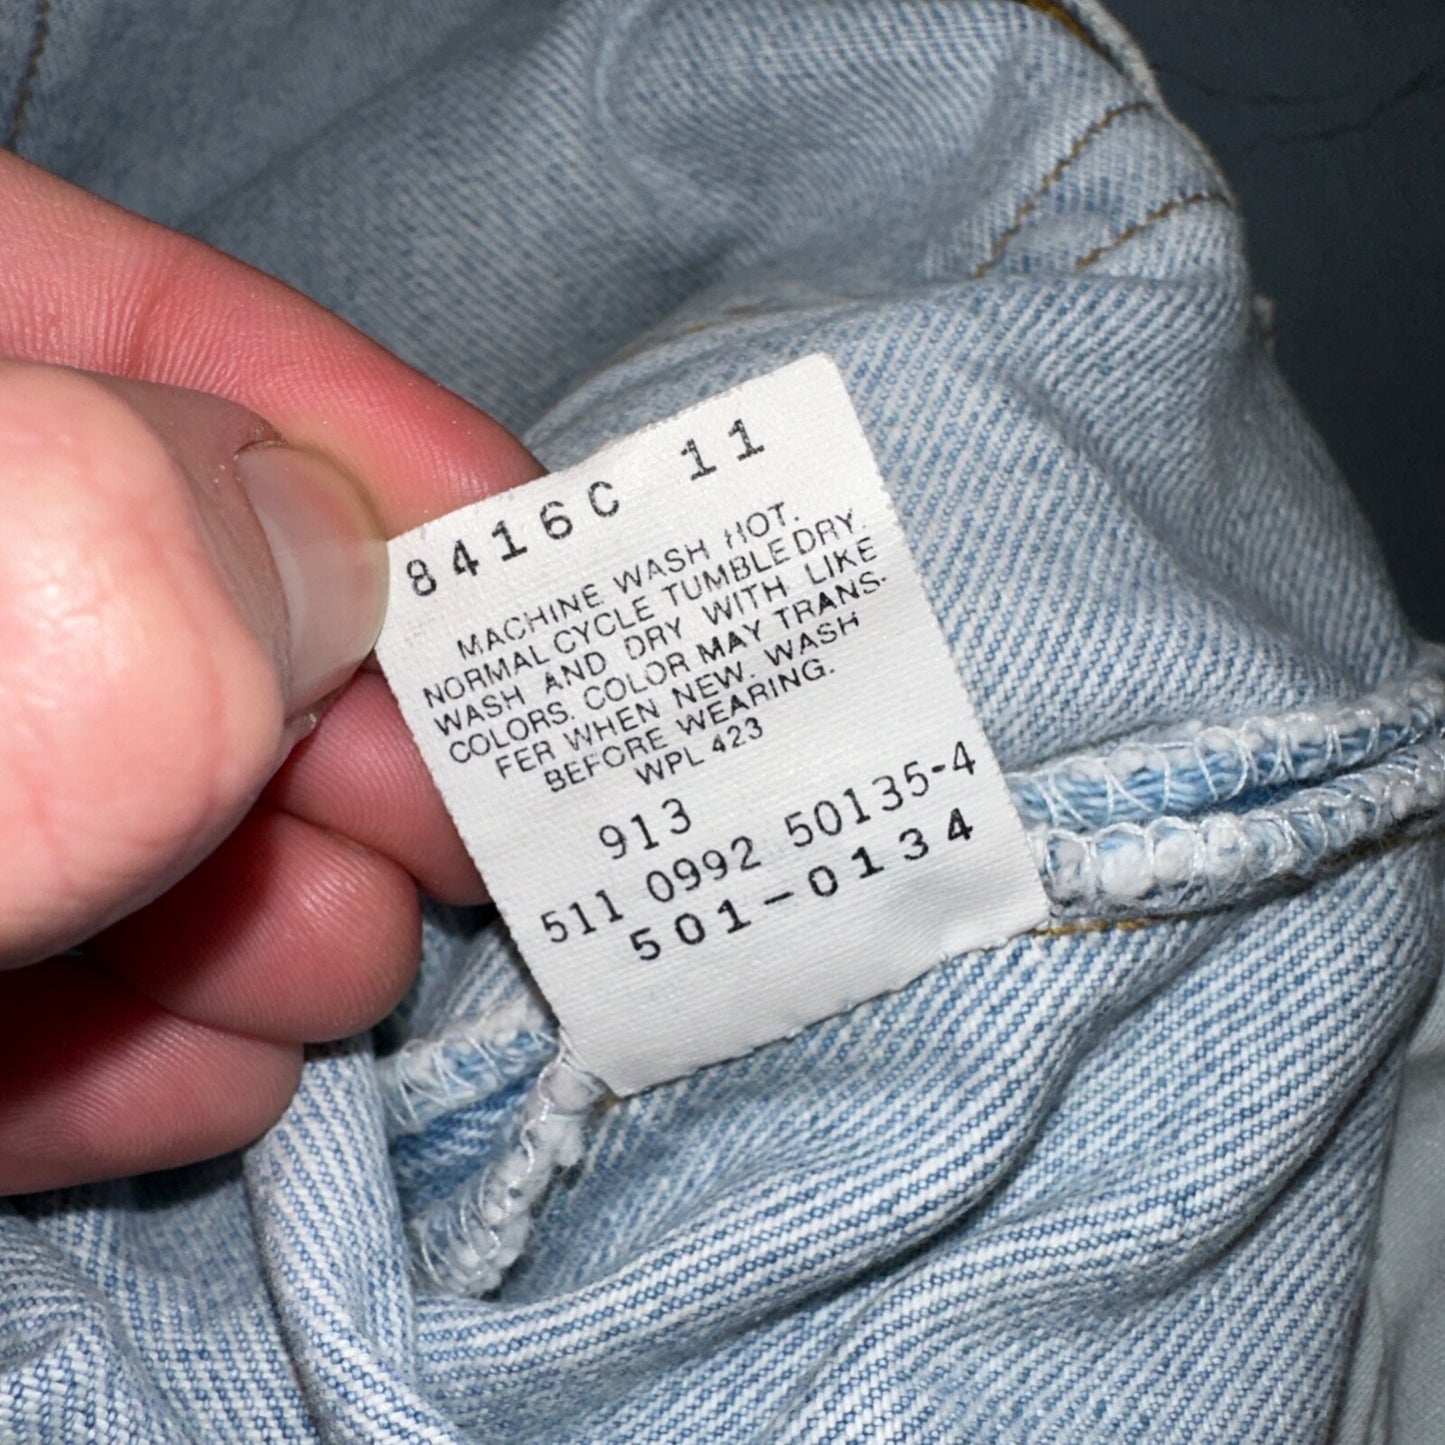 8416C 11
MACHINE WASH HOT.
NORMAL CYCLE TUMBLE DRY.
WASH AND DRY WITH LIKE
COLORS. COLOR MAY TRANS-
FER WHEN NEW. WASH
BEFORE WEARING.
WPL 423
913
511 0992 50135-4
501-0134